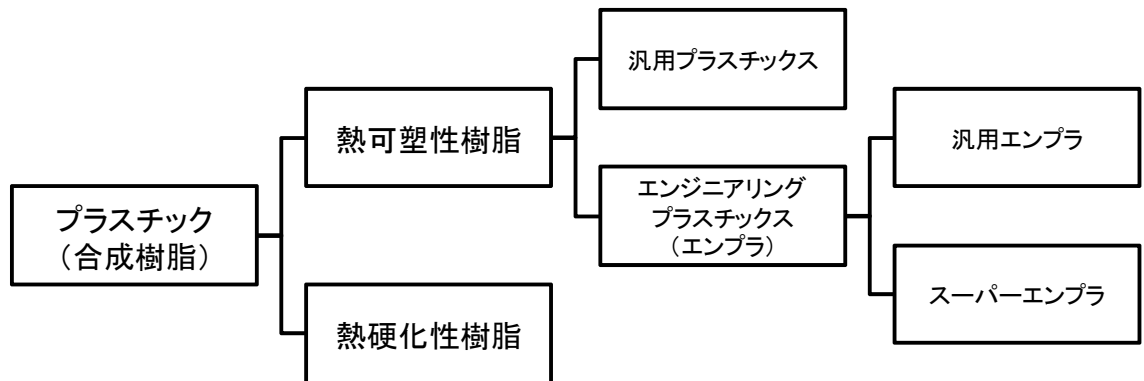 プラスチック
（合成樹脂）
熱可塑性樹脂
熱硬化性樹脂
汎用プラスチックス
エンジニアリング
プラスチックス
（エンプラ）
汎用エンプラ
スーパーエンプラ